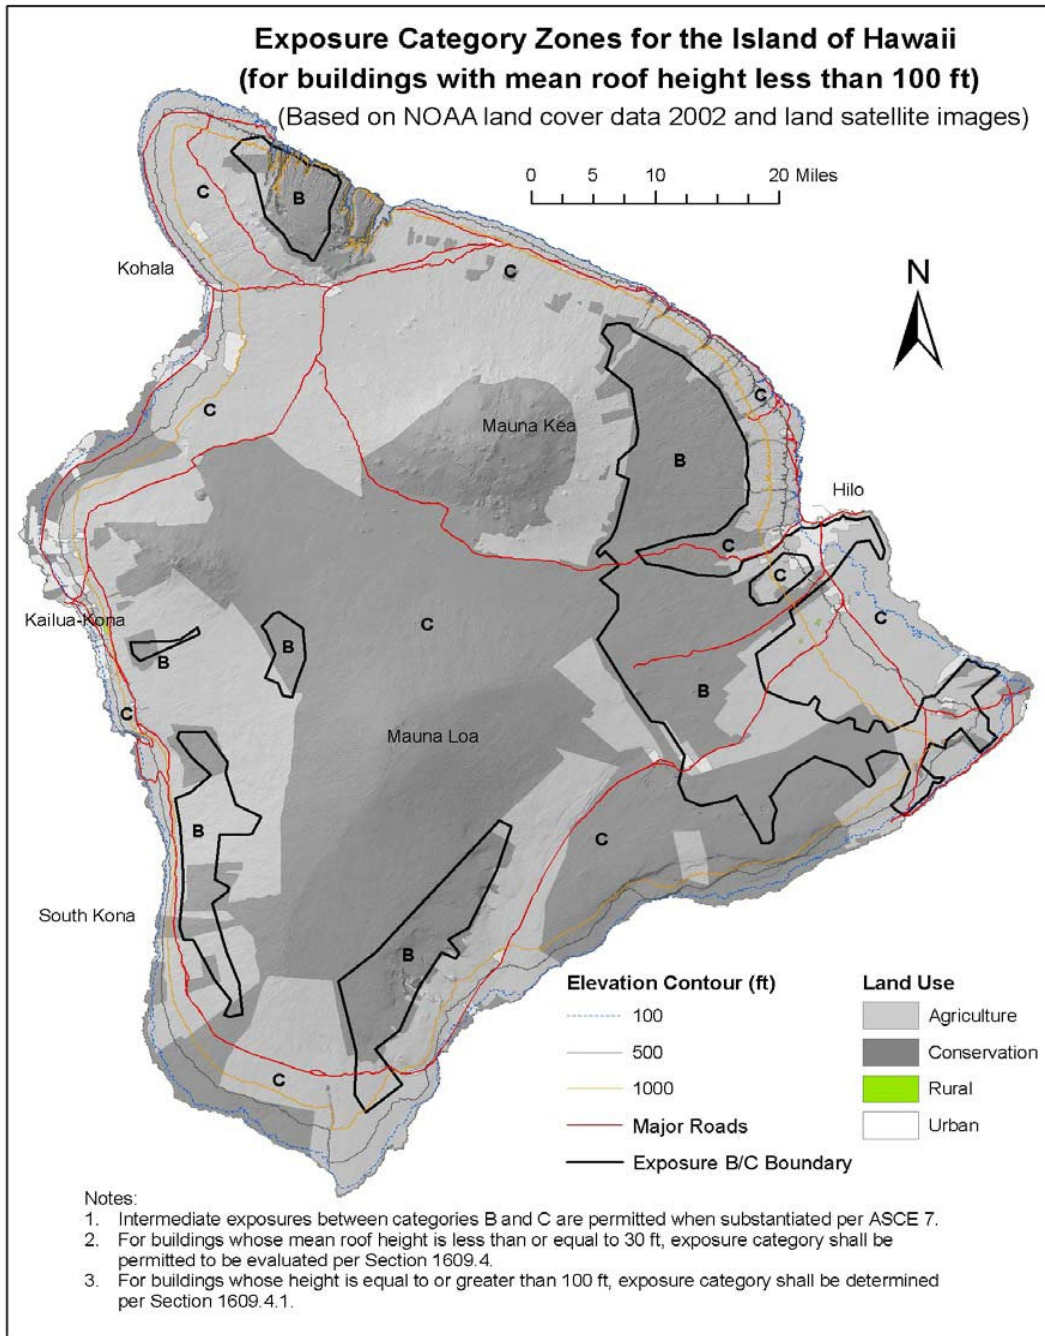 Exposure Category Zones for the Island of Hawaii
(for buildings with mean roof height less than 100 ft)
(Based on NOAA land cover data 2002 and land satellite images)
0 5 10 20 Miles
N
C
B
Kohala
C
C
C
Mauna Kea
B
Hilo
C
C
Kailua-Kona
B
B
C
C
B
C
Mauna Loa
B
C
South Kona
B
C
Elevation Contour (ft)
100
500
1000
Major Roads
Exposure B/C Boundary
Land Use
Agriculture
Conservation
Rural
Urban
Notes:
1. Intermediate exposures between categories B and C are permitted when substantiated per ASCE 7.
2. For buildings whose mean roof height is less than or equal to 30 ft, exposure category shall be
permitted to be evaluated per Section 1609.4.
3. For buildings whose height is equal to or greater than 100 ft, exposure category shall be determined
per Section 1609.4.1.